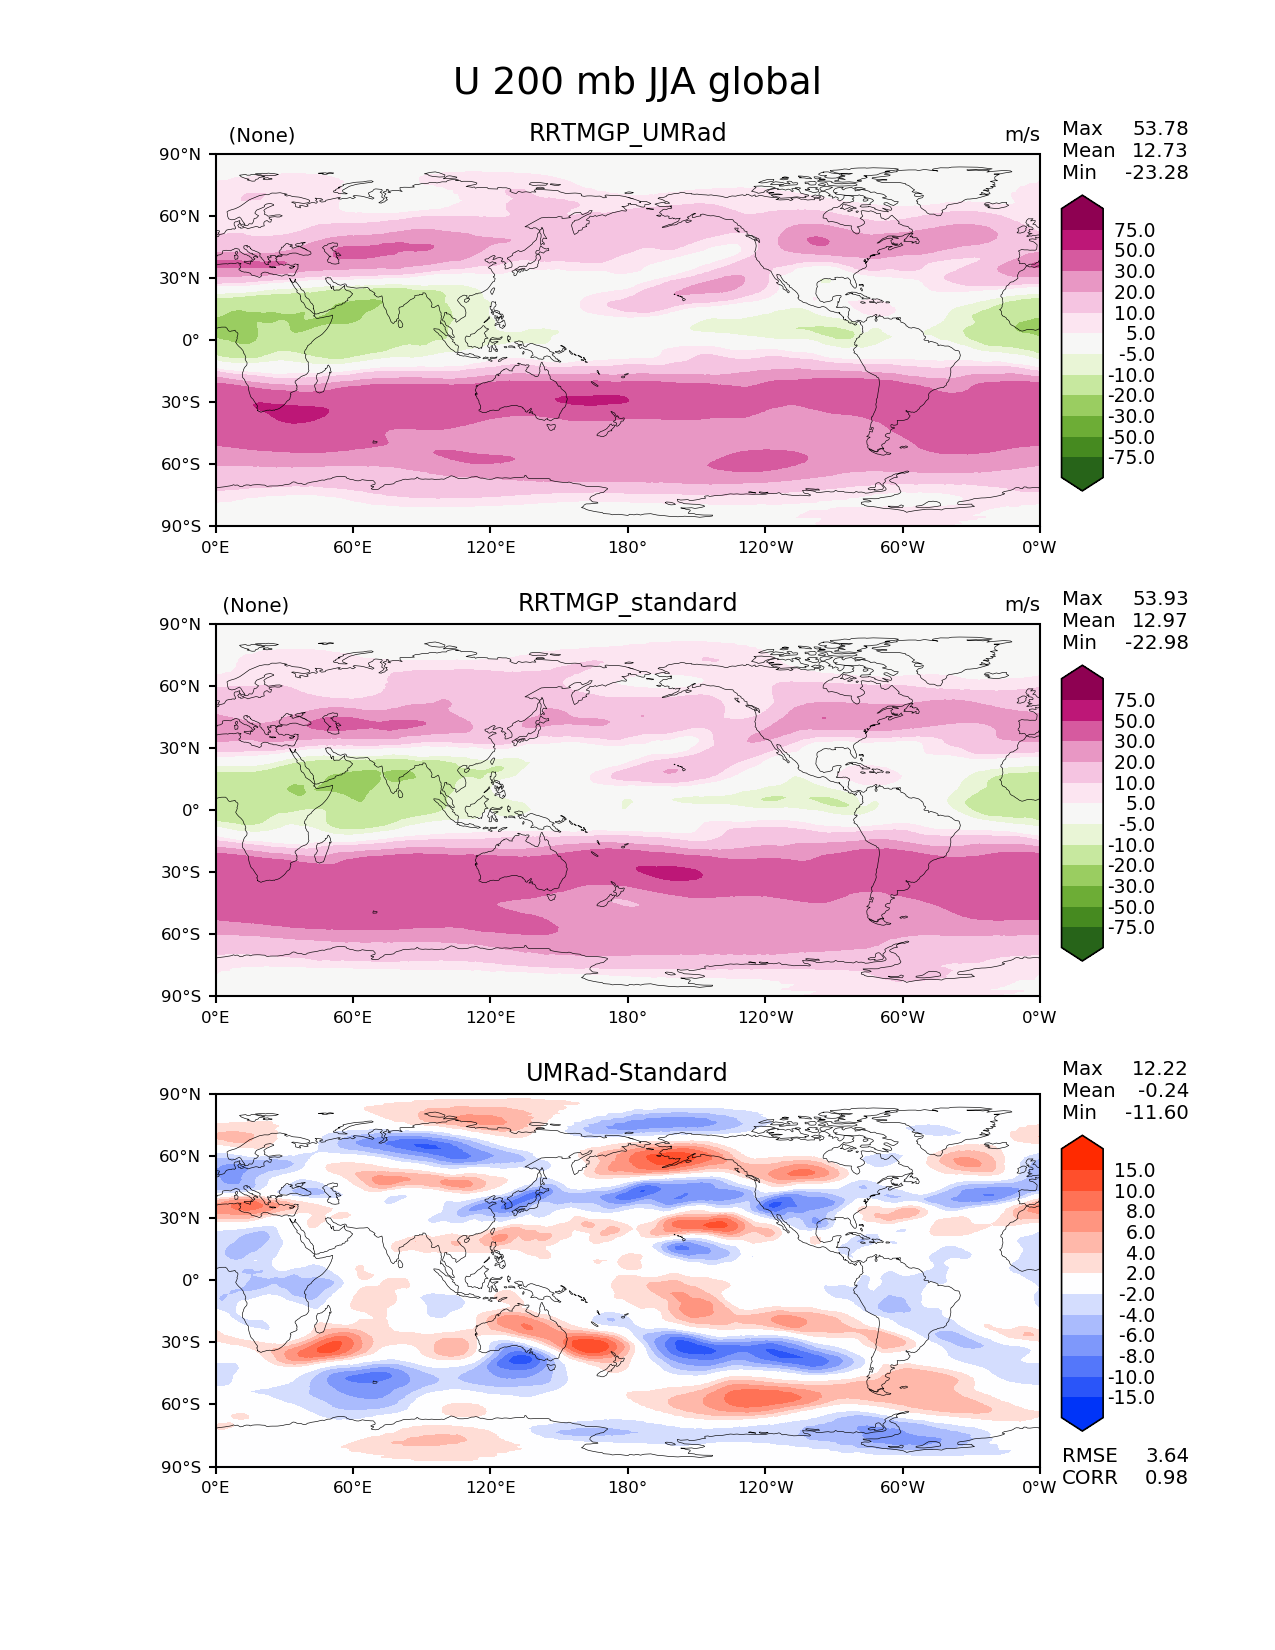 U 200 mb JJA global
(None) RRTMGP_UMRad m/s
Max 53.78
Mean 12.73
Min -23.28
90°N
60°N
30°N
0°
30°S
60°S
90°S
0°E 60°E 120°E 180° 120°W 60°W 0°W
75.0
50.0
30.0
20.0
10.0
5.0
-5.0
-10.0
-20.0
-30.0
-50.0
-75.0
(None) RRTMGP_standard m/s
Max 53.93
Mean 12.97
Min -22.98
90°N
60°N
30°N
0°
30°S
60°S
90°S
0°E 60°E 120°E 180° 120°W 60°W 0°W
75.0
50.0
30.0
20.0
10.0
5.0
-5.0
-10.0
-20.0
-30.0
-50.0
-75.0
UMRad-Standard
Max 12.22
Mean -0.24
Min -11.60
90°N
60°N
30°N
0°
30°S
60°S
90°S
0°E 60°E 120°E 180° 120°W 60°W 0°W
15.0
10.0
8.0
6.0
4.0
2.0
-2.0
-4.0
-6.0
-8.0
-10.0
-15.0
RMSE 3.64
CORR 0.98